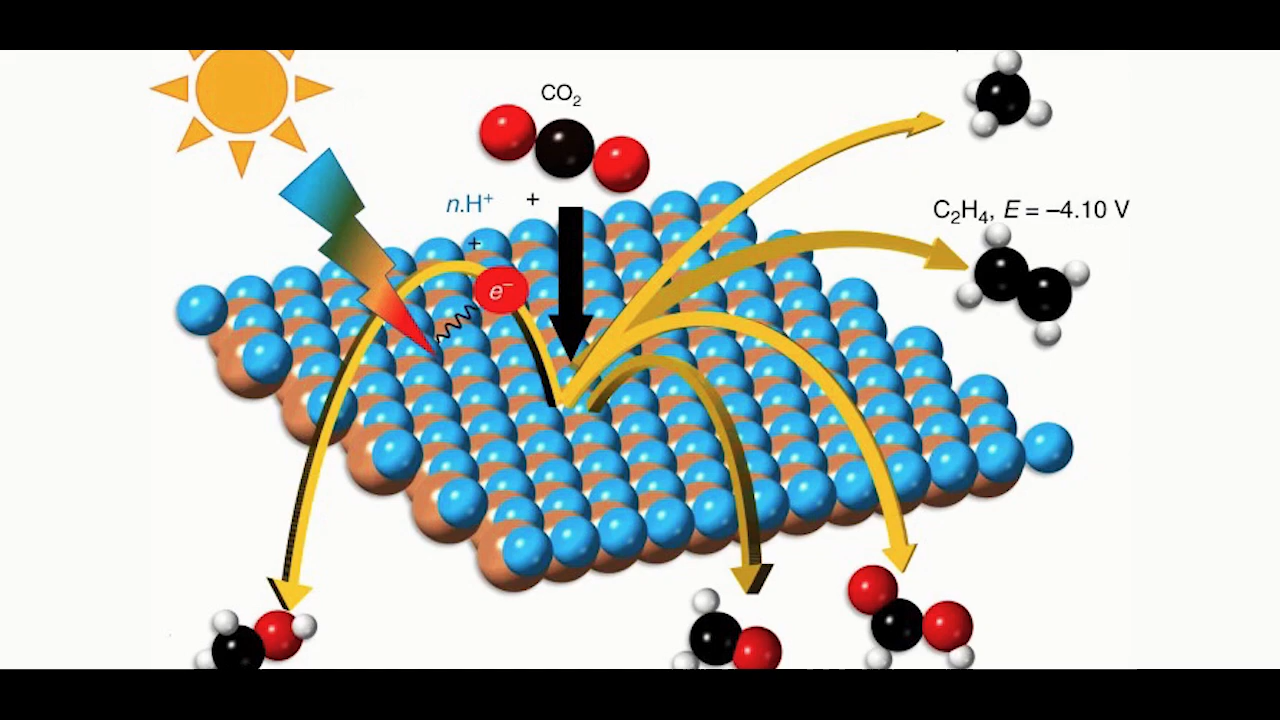 CO₂
n.H⁺ +
+
e⁻
C₂H₄, E = −4.10 V